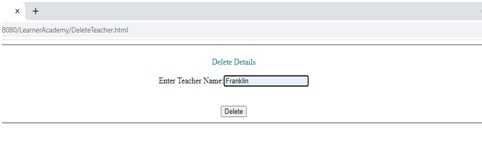 8080/LearnerAcademy/DeleteTeacher.html
Delete Details
Enter Teacher Name: Franklin
Delete